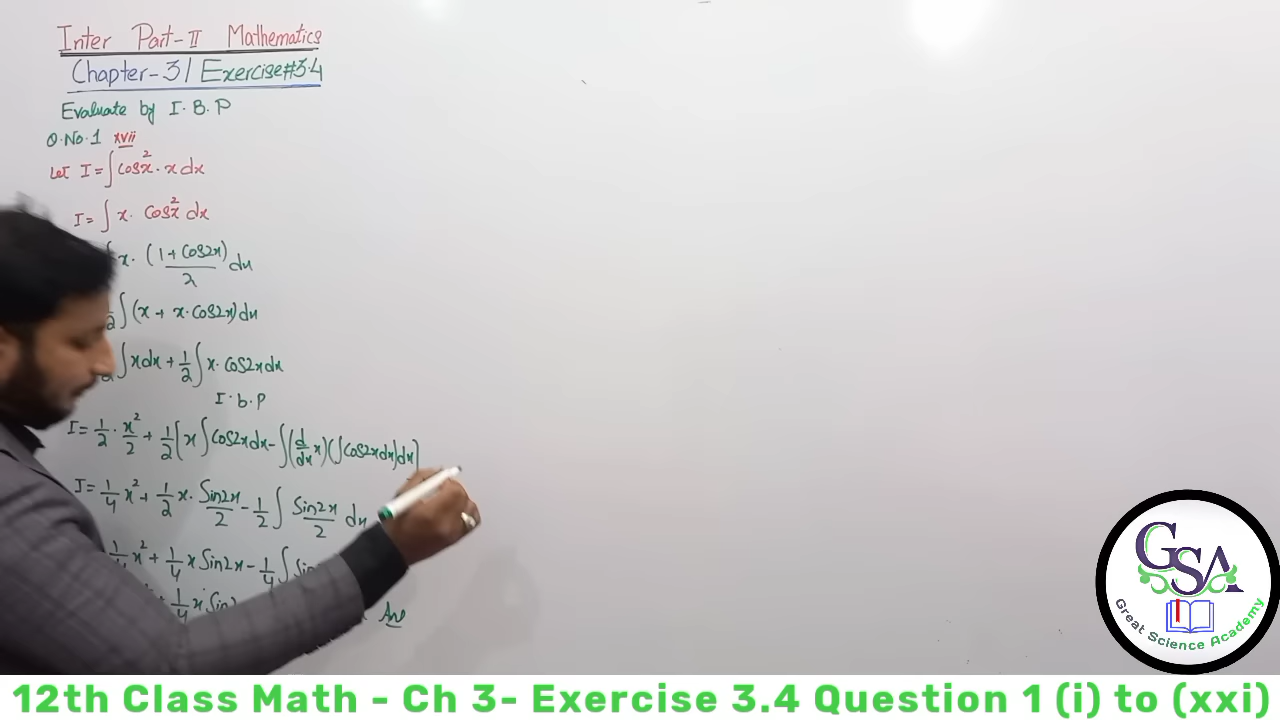 Inter Part-II Mathematics
Chapter-3/ Exercise#3.4
Evaluate by I.B.P
Q.No.1 xvii
Let I = ∫ Cos²x · x dx
I = ∫ x · Cos²x dx
∫ x · (1 + Cos2x)/2 dx
1/2 ∫ (x + x·Cos2x) dx
∫ x dx + 1/2 ∫ x · Cos2x dx
I.b.P
I = 1/2 · x²/2 + 1/2 [x ∫ Cos2x dx - ∫ (d/dx x)(∫ Cos2x dx) dx]
I = 1/4 x² + 1/2 x · Sin2x/2 - 1/2 ∫ Sin2x/2 dx
1/4 x² + 1/4 x Sin2x - 1/4 ∫ Sin
1/4 x Sin2 Ans
GSA
Great Science Academy
12th Class Math - Ch 3- Exercise 3.4 Question 1 (i) to (xxi)